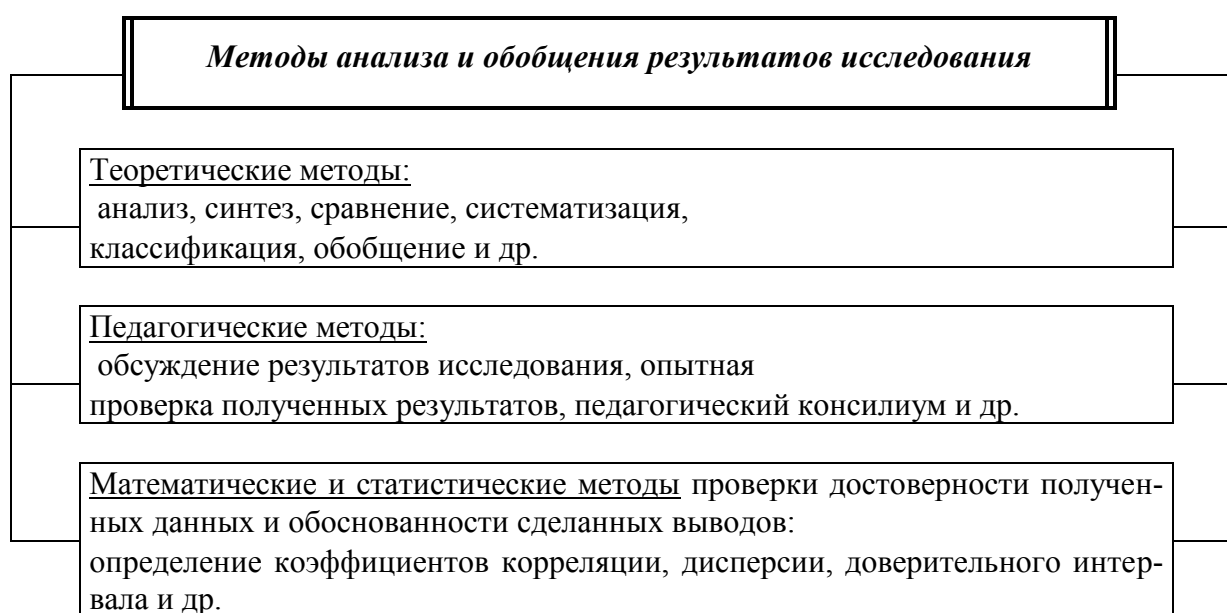 Методы анализа и обобщения результатов исследования
Теоретические методы:
анализ, синтез, сравнение, систематизация,
классификация, обобщение и др.
Педагогические методы:
обсуждение результатов исследования, опытная
проверка полученных результатов, педагогический консилиум и др.
Математические и статистические методы проверки достоверности получен-
ных данных и обоснованности сделанных выводов:
определение коэффициентов корреляции, дисперсии, доверительного интер-
вала и др.